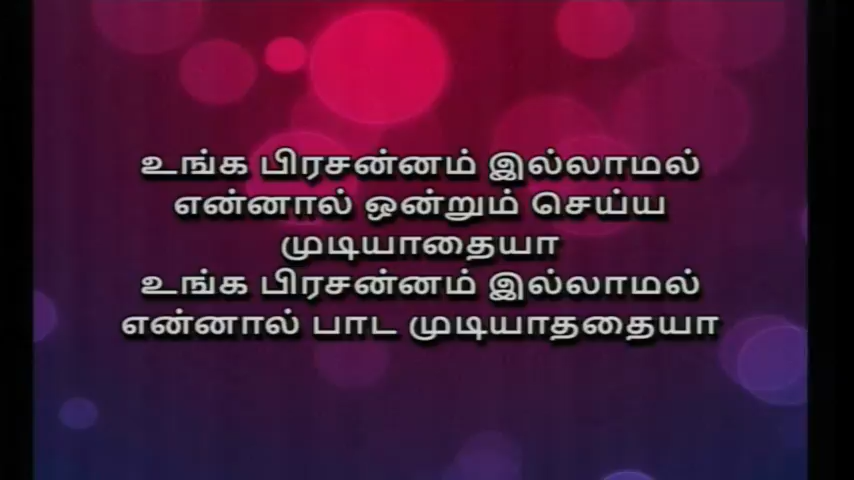 உங்க பிரசன்னம் இல்லாமல்
என்னால் ஒன்றும் செய்ய
முடியாதையா
உங்க பிரசன்னம் இல்லாமல்
என்னால் பாட முடியாததையா